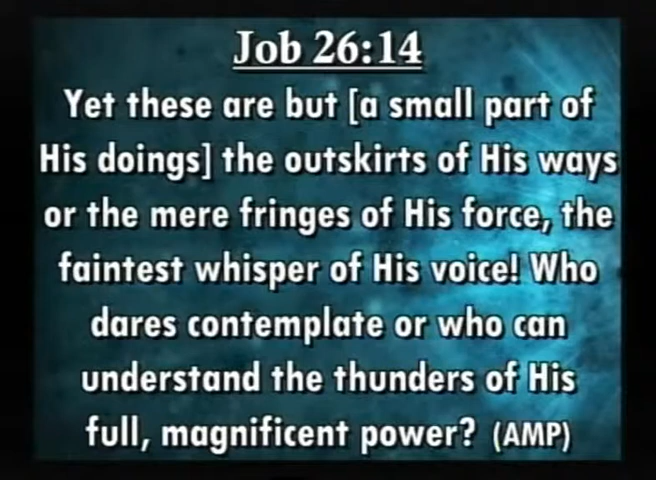 Job 26:14
Yet these are but [a small part of
His doings] the outskirts of His ways
or the mere fringes of His force, the
faintest whisper of His voice! Who
dares contemplate or who can
understand the thunders of His
full, magnificent power? (AMP)